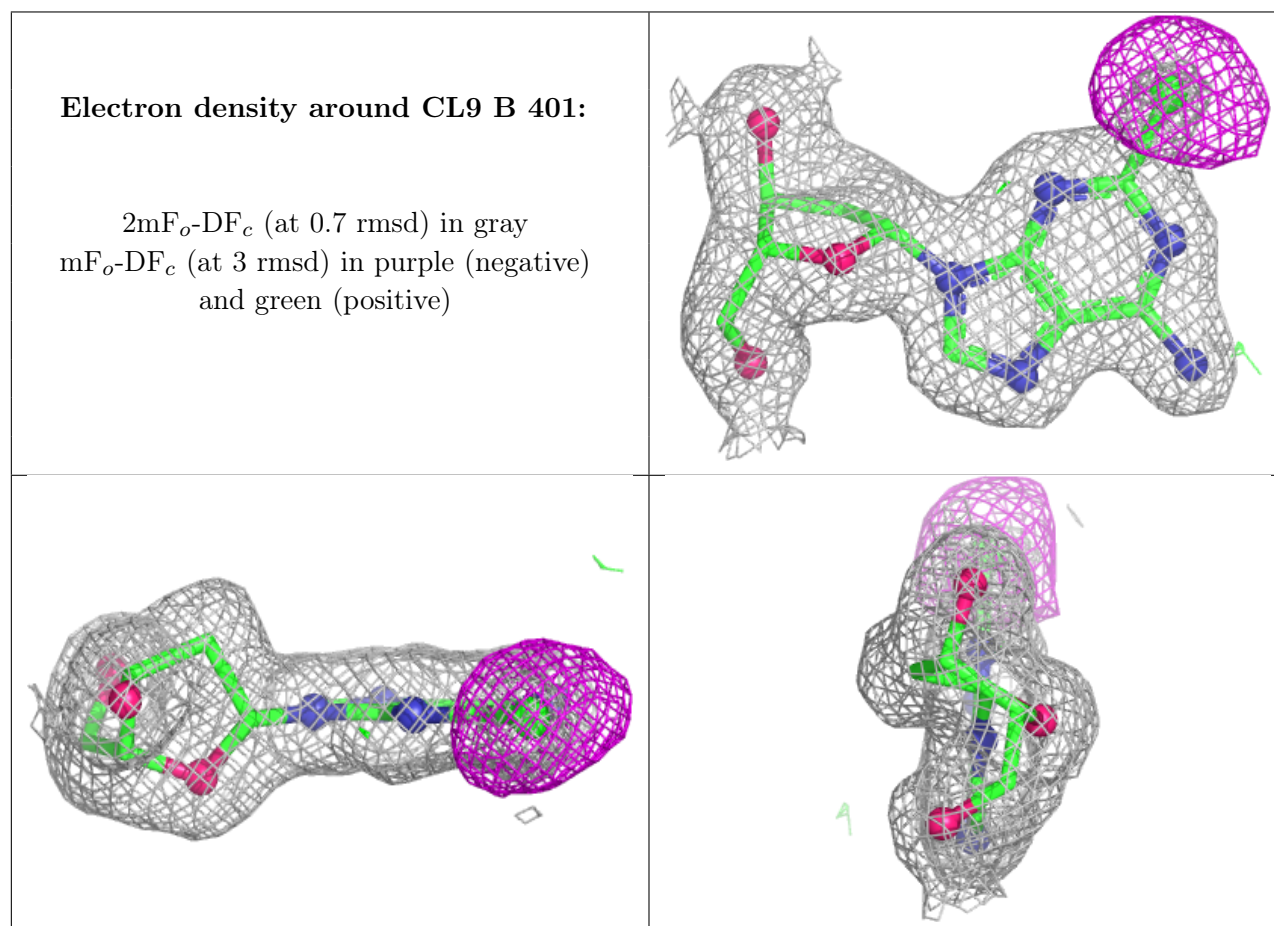 Electron density around CL9 B 401:
2mFo-DFc (at 0.7 rmsd) in gray
mFo-DFc (at 3 rmsd) in purple (negative)
and green (positive)